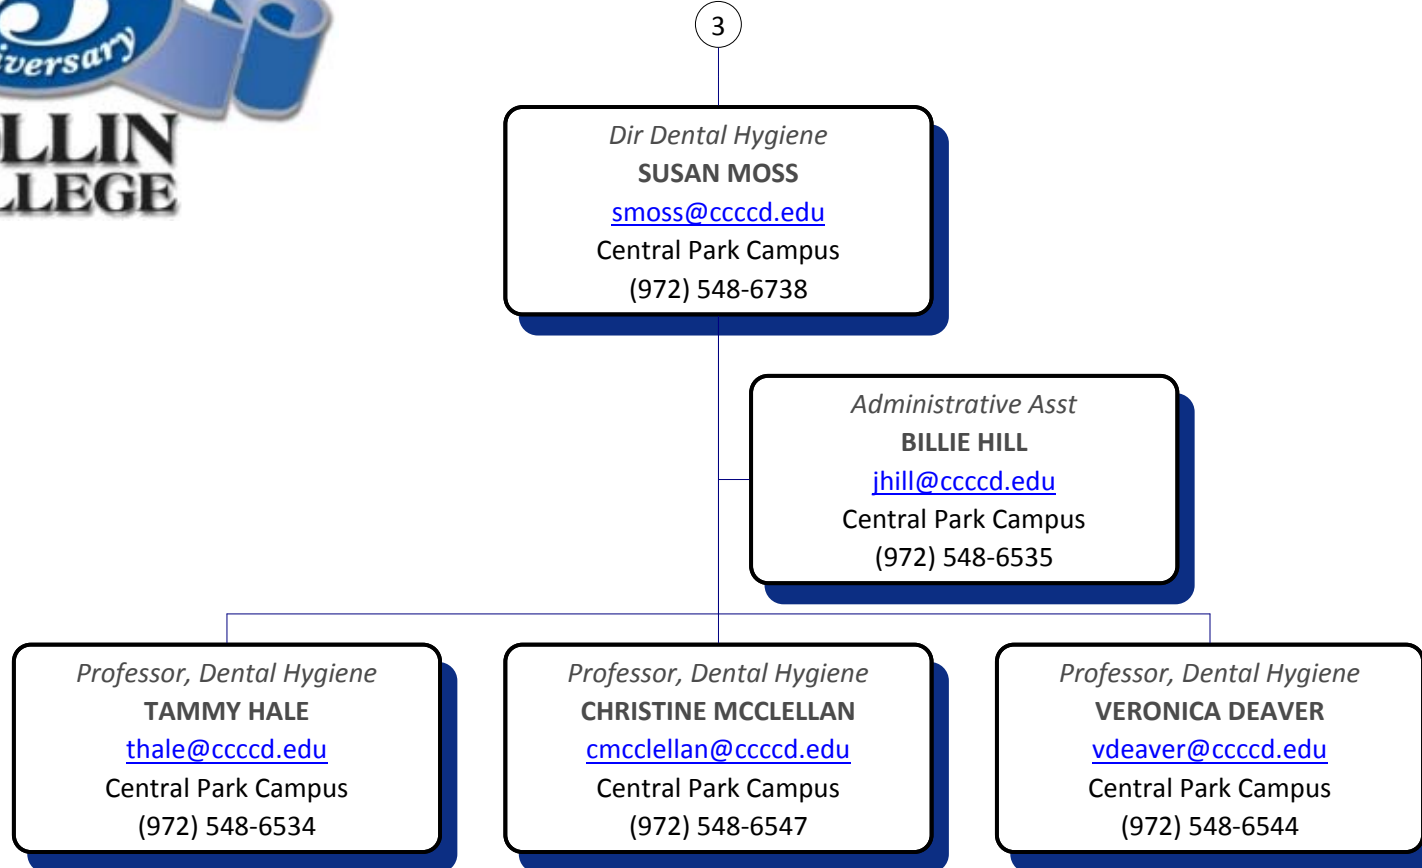 3
Dir Dental Hygiene
SUSAN MOSS
smoss@ccccd.edu
Central Park Campus
(972) 548-6738
Administrative Asst
BILLIE HILL
jhill@ccccd.edu
Central Park Campus
(972) 548-6535
Professor, Dental Hygiene
TAMMY HALE
thale@ccccd.edu
Central Park Campus
(972) 548-6534
Professor, Dental Hygiene
CHRISTINE MCCLELLAN
cmcclellan@ccccd.edu
Central Park Campus
(972) 548-6547
Professor, Dental Hygiene
VERONICA DEAVER
vdeaver@ccccd.edu
Central Park Campus
(972) 548-6544